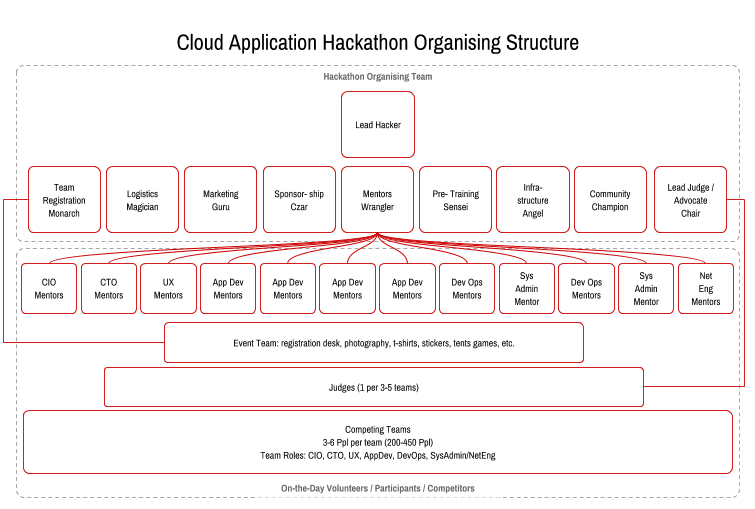 Cloud Application Hackathon Organising Structure
Hackathon Organising Team
Lead Hacker
Team
Registration
Monarch
Logistics
Magician
Marketing
Guru
Sponsor- ship
Czar
Mentors
Wrangler
Pre- Training
Sensei
Infra-
structure
Angel
Community
Champion
Lead Judge /
Advocate
Chair
CIO
Mentors
CTO
Mentors
UX
Mentors
App Dev
Mentors
App Dev
Mentors
App Dev
Mentors
App Dev
Mentors
Dev Ops
Mentors
Sys
Admin
Mentor
Dev Ops
Mentors
Sys
Admin
Mentor
Net
Eng
Mentors
Event Team: registration desk, photography, t-shirts, stickers, tents games, etc.
Judges (1 per 3-5 teams)
Competing Teams
3-6 Ppl per team (200-450 Ppl)
Team Roles: CIO, CTO, UX, AppDev, DevOps, SysAdmin/NetEng
On-the-Day Volunteers / Participants / Competitors